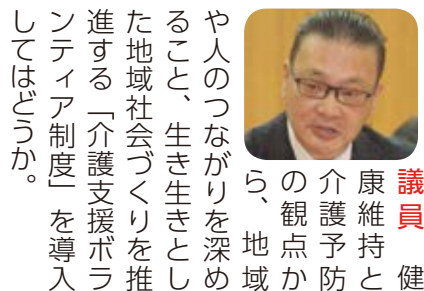 議員　健
康維持と
介護予防
の観点か
ら、地域
や人のつながりを深め
ること、生き生きとし
た地域社会づくりを推
進する「介護支援ボラ
ンティア制度」を導入
してはどうか。